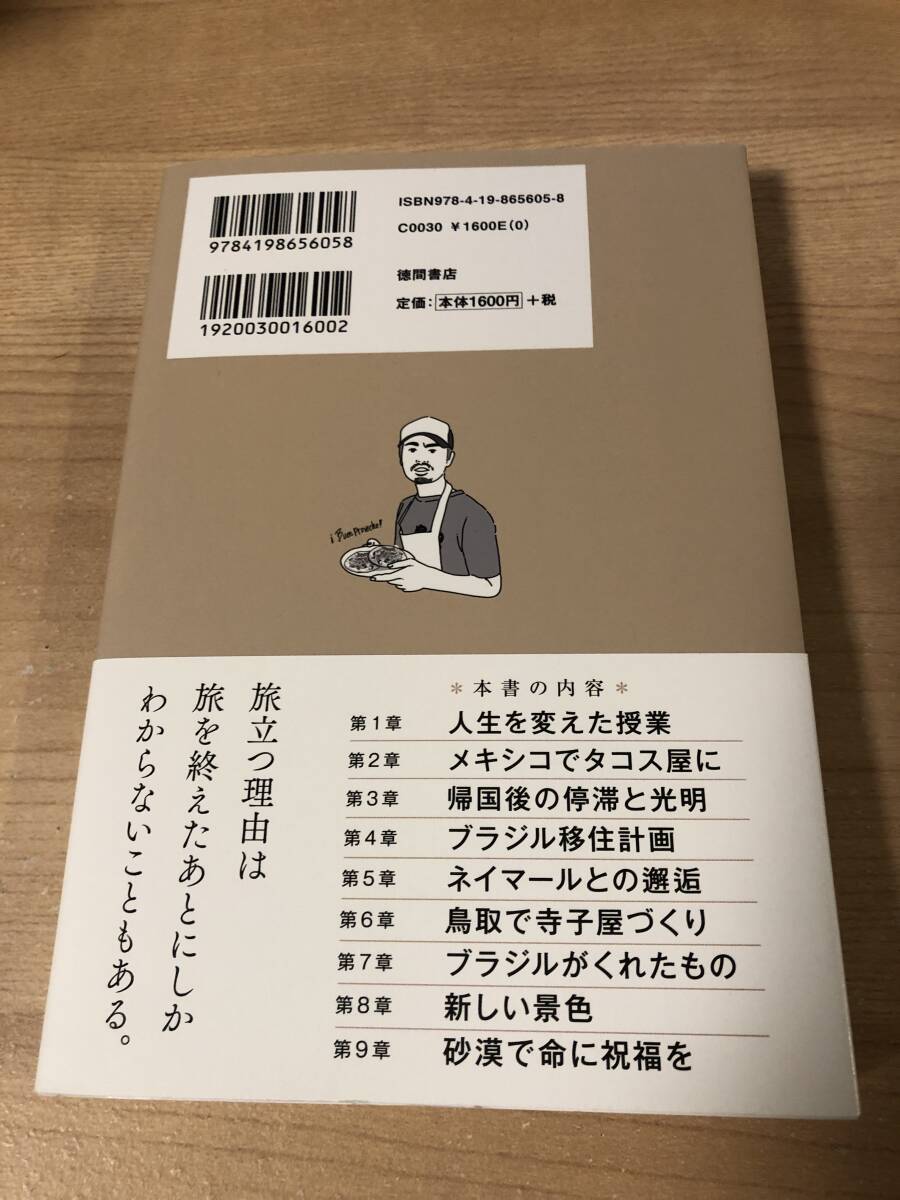 ISBN978-4-19-865605-8
C0030 ¥1600E(0)
9784198656058
徳間書店
定価:本体1600円+税
1920030016002
¡Buen Provecho!
旅立つ理由は
旅を終えたあとにしか
わからないこともある。
*本書の内容*
第1章 人生を変えた授業
第2章 メキシコでタコス屋に
第3章 帰国後の停滞と光明
第4章 ブラジル移住計画
第5章 ネイマールとの邂逅
第6章 鳥取で寺子屋づくり
第7章 ブラジルがくれたもの
第8章 新しい景色
第9章 砂漠で命に祝福を